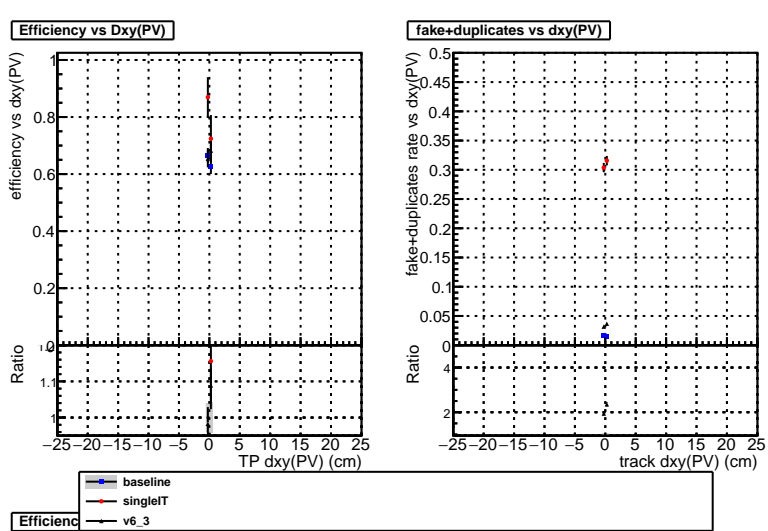 Efficiency vs Dxy(PV)
efficiency vs dxy(PV)
1
0.8
0.6
0.4
0.2
0
Ratio
1.1
1
−25 −20 −15 −10 −5 0 5 10 15 20 25
TP dxy(PV) (cm)
fake+duplicates vs dxy(PV)
fake+duplicates rate vs dxy(PV)
0.5
0.45
0.4
0.35
0.3
0.25
0.2
0.15
0.1
0.05
0
Ratio
4
2
−25 −20 −15 −10 −5 0 5 10 15 20 25
track dxy(PV) (cm)
baseline
singleIT
v6_3
Efficienc